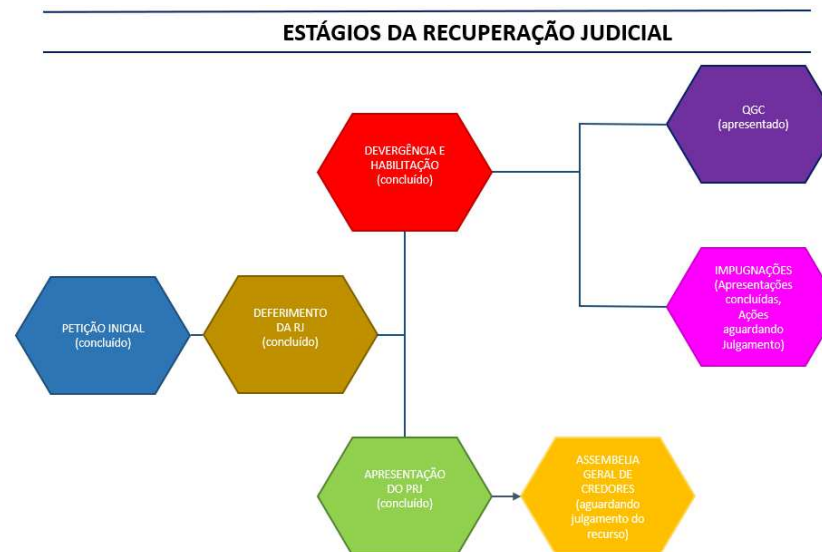 ESTÁGIOS DA RECUPERAÇÃO JUDICIAL
QGC
(apresentado)
DEVERGÊNCIA E
HABILITAÇÃO
(concluído)
IMPUGNAÇÕES
(Apresentações
concluídas,
Ações
aguardando
Julgamento)
PETIÇÃO INICIAL
(concluído)
DEFERIMENTO
DA RJ
(concluído)
APRESENTAÇÃO
DO PRJ
(concluído)
ASSEMBELIA
GERAL DE
CREDORES
(aguardando
julgamento do
recurso)